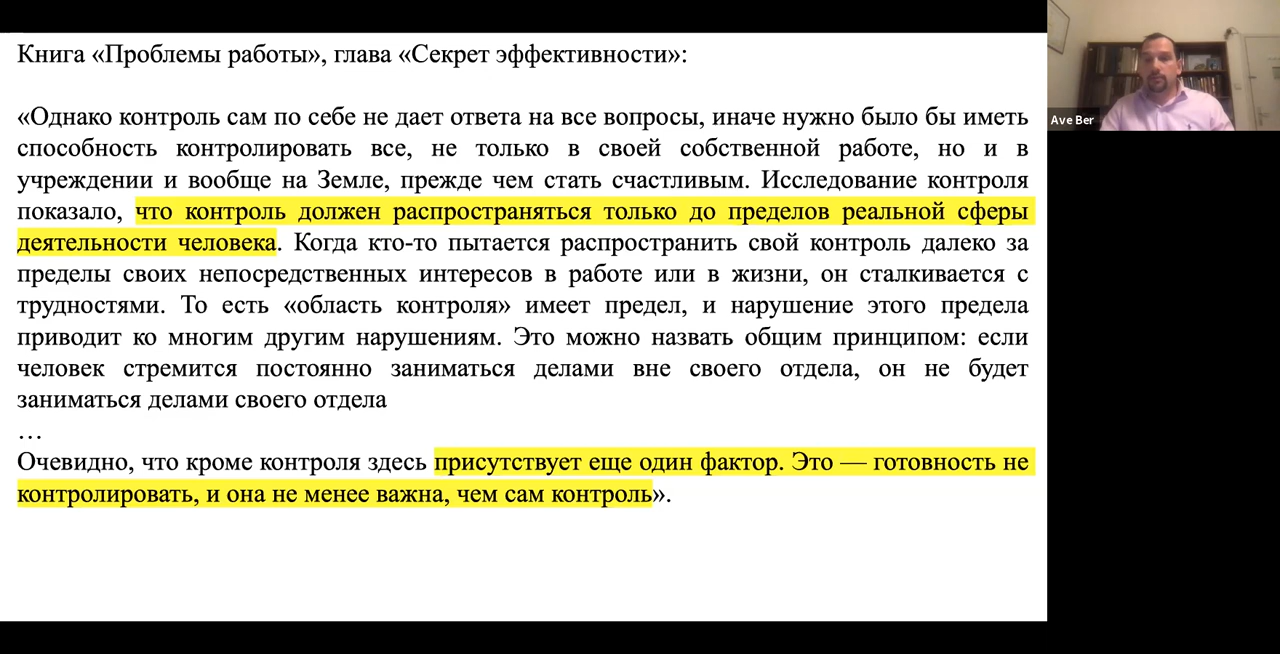 Книга «Проблемы работы», глава «Секрет эффективности»:
«Однако контроль сам по себе не дает ответа на все вопросы, иначе нужно было бы иметь
способность контролировать все, не только в своей собственной работе, но и в
учреждении и вообще на Земле, прежде чем стать счастливым. Исследование контроля
показало, что контроль должен распространяться только до пределов реальной сферы
деятельности человека. Когда кто-то пытается распространить свой контроль далеко за
пределы своих непосредственных интересов в работе или в жизни, он сталкивается с
трудностями. То есть «область контроля» имеет предел, и нарушение этого предела
приводит ко многим другим нарушениям. Это можно назвать общим принципом: если
человек стремится постоянно заниматься делами вне своего отдела, он не будет
заниматься делами своего отдела
…
Очевидно, что кроме контроля здесь присутствует еще один фактор. Это — готовность не
контролировать, и она не менее важна, чем сам контроль».
Ave Ber